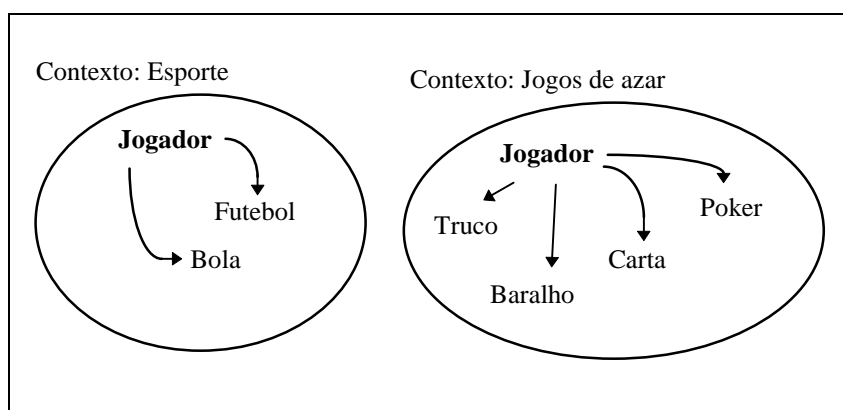 Contexto: Esporte
Jogador
Futebol
Bola
Contexto: Jogos de azar
Jogador
Poker
Truco
Carta
Baralho